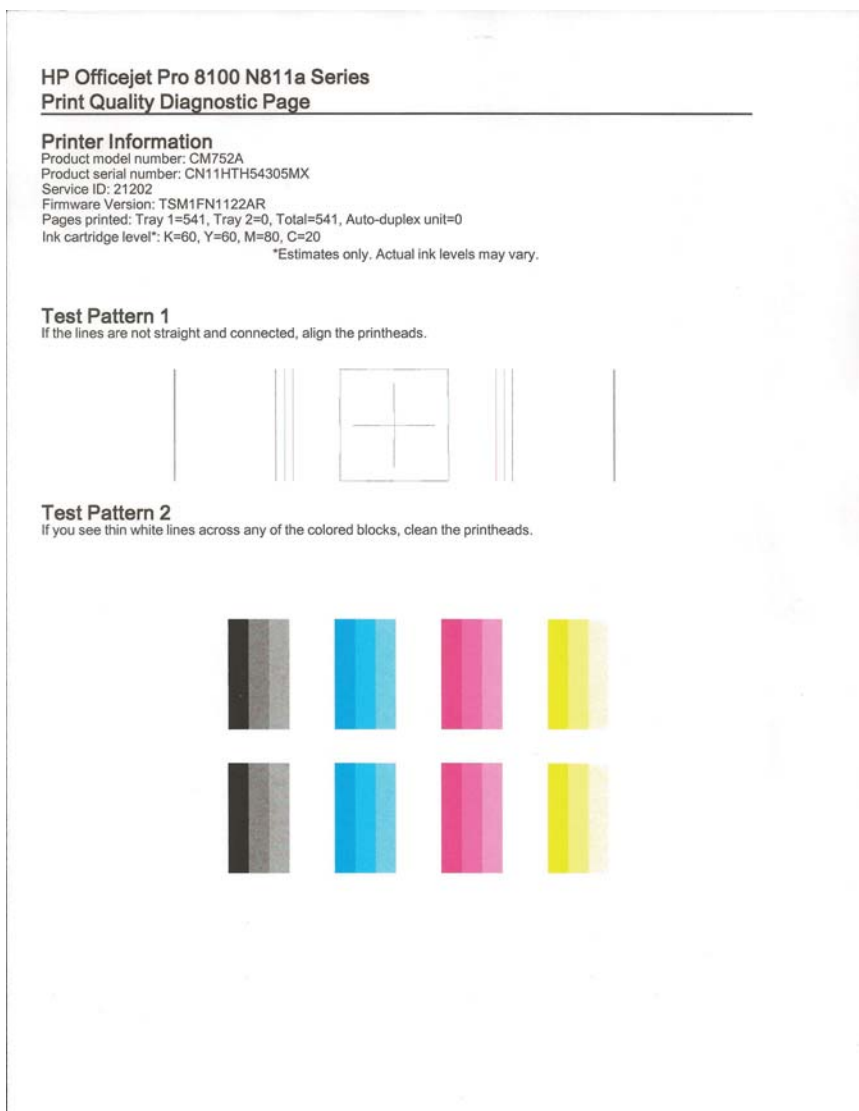 HP Officejet Pro 8100 N811a Series
Print Quality Diagnostic Page
Printer Information
Product model number: CM752A
Product serial number: CN11HTH54305MX
Service ID: 21202
Firmware Version: TSM1FN1122AR
Pages printed: Tray 1=541, Tray 2=0, Total=541, Auto-duplex unit=0
Ink cartridge level*: K=60, Y=60, M=80, C=20
*Estimates only. Actual ink levels may vary.
Test Pattern 1
If the lines are not straight and connected, align the printheads.
Test Pattern 2
If you see thin white lines across any of the colored blocks, clean the printheads.